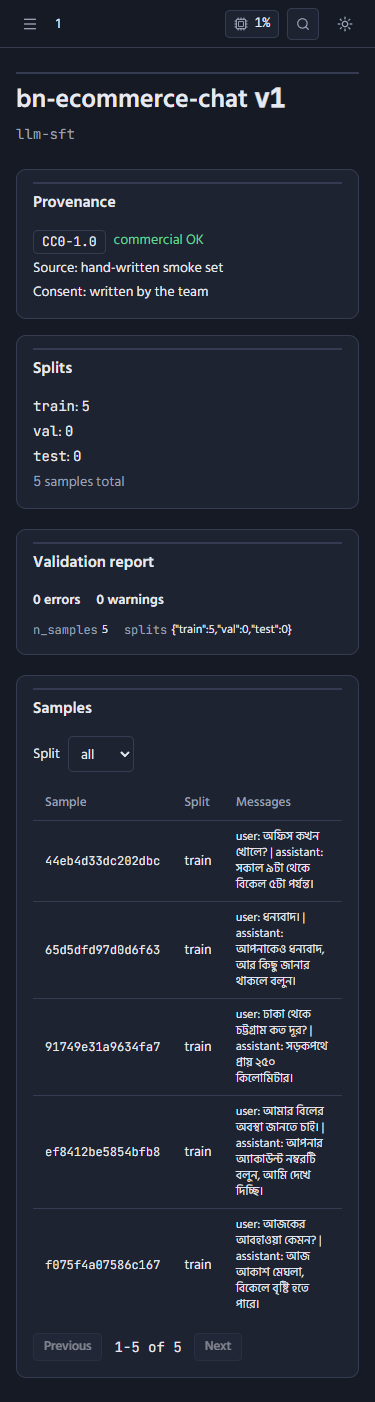 1
1%
bn-ecommerce-chat v1
llm-sft
Provenance
CC0-1.0 commercial OK
Source: hand-written smoke set
Consent: written by the team
Splits
train: 5
val: 0
test: 0
5 samples total
Validation report
0 errors 0 warnings
n_samples 5 splits {"train":5,"val":0,"test":0}
Samples
Split all
Sample Split Messages
44eb4d33dc202dbc train user: অফিস কখন
খোলে? | assistant:
সকাল ৯টা থেকে
বিকেল ৫টা পর্যন্ত।
65d5dfd97d0d6f63 train user: ধন্যবাদ। |
assistant:
আপনাকেও ধন্যবাদ,
আর কিছু জানার
থাকলে বলুন।
91749e31a9634fa7 train user: ঢাকা থেকে
চট্টগ্রাম কত দূর? |
assistant: সড়কপথে
প্রায় ২৫০
কিলোমিটার।
ef8412be5854bfb8 train user: আমার বিলের
অবস্থা জানতে চাই। |
assistant: আপনার
অ্যাকাউন্ট নম্বরটি
বলুন, আমি দেখে
দিচ্ছি।
f075f4a07586c167 train user: আজকের
আবহাওয়া কেমন? |
assistant: আজ
আকাশ মেঘলা,
বিকেলে বৃষ্টি হতে
পারে।
Previous 1-5 of 5 Next